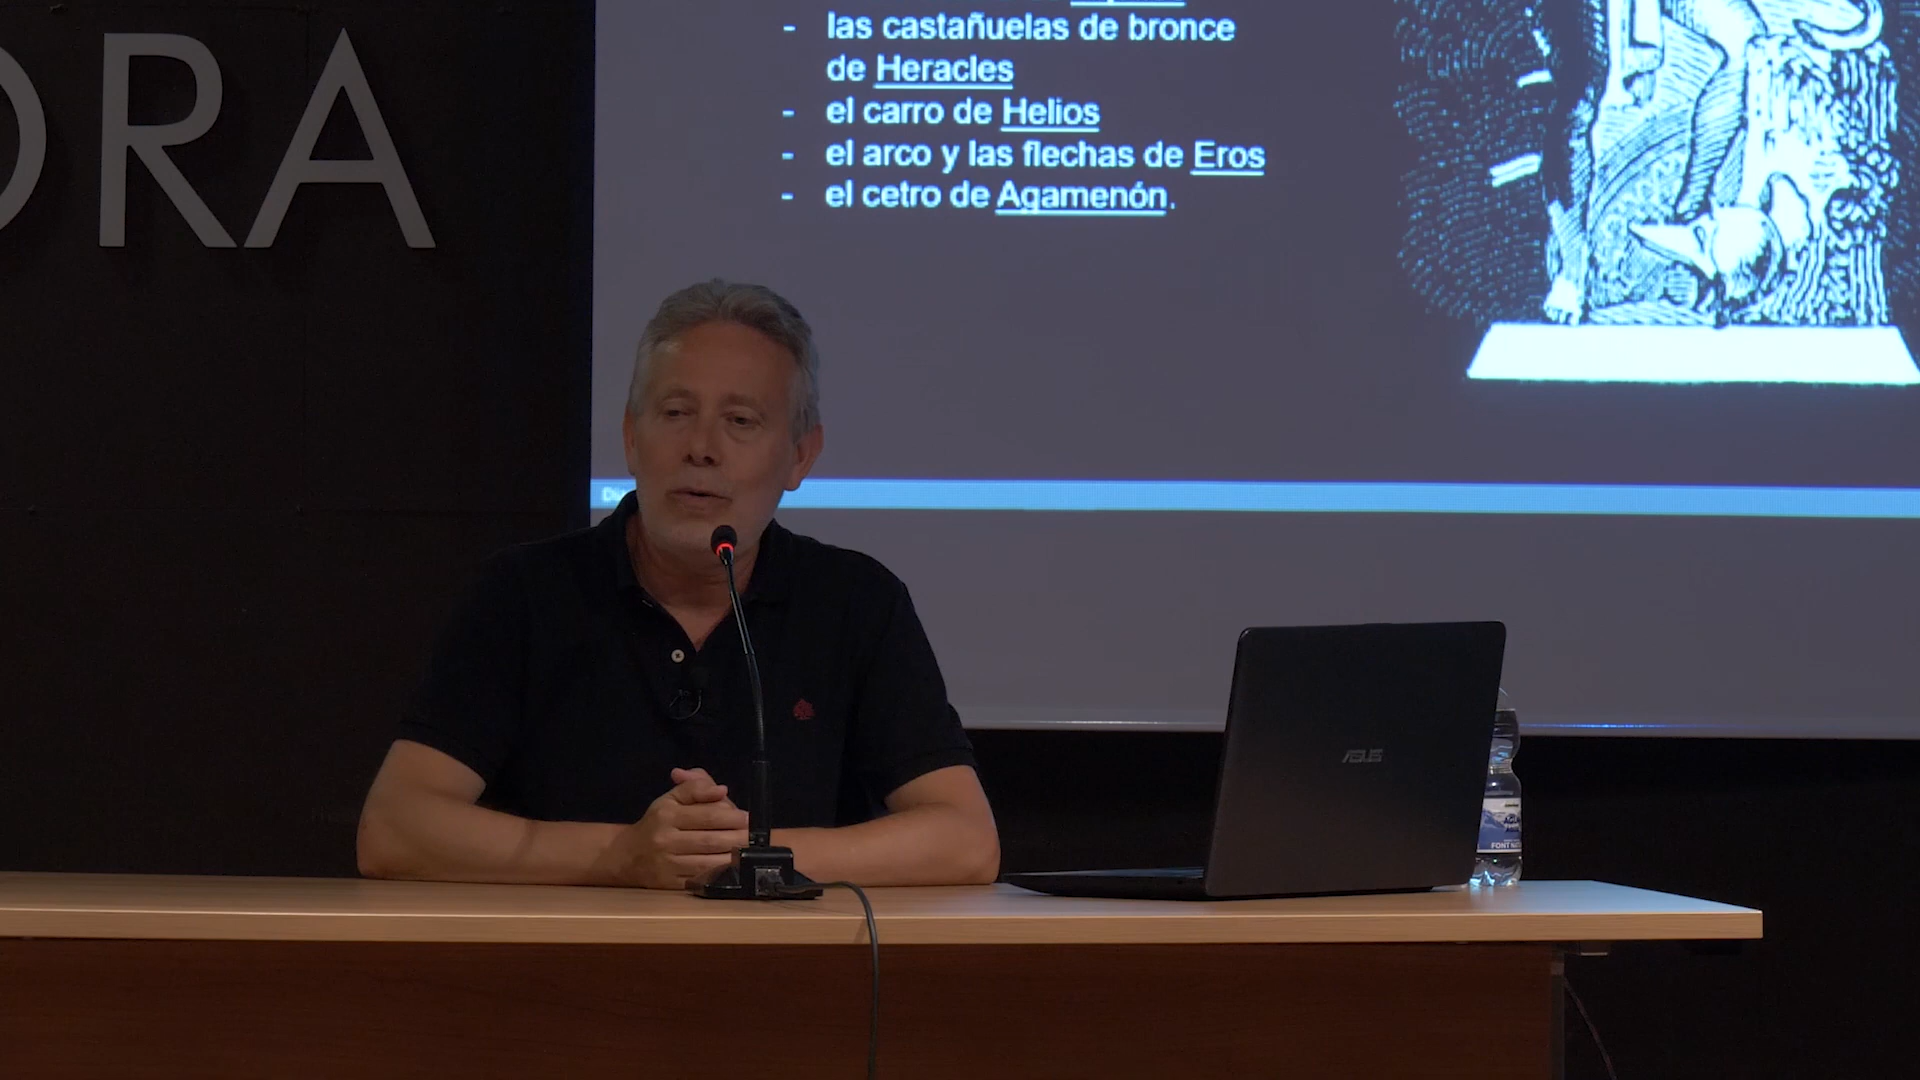 ORA
- las castañuelas de bronce
de Heracles
- el carro de Helios
- el arco y las flechas de Eros
- el cetro de Agamenón.
ASUS
FONT